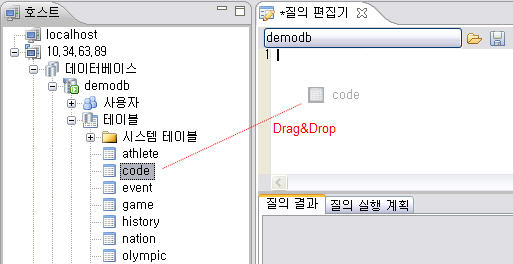 호스트
localhost
10,34,63,89
데이터베이스
demodb
사용자
테이블
시스템 테이블
athlete
code
event
game
history
nation
olympic
*질의 편집기
demodb
1
code
Drag&Drop
질의 결과
질의 실행 계획